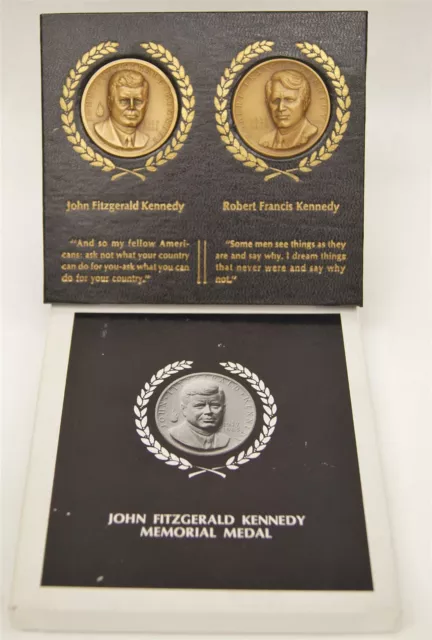 John Fitzgerald Kennedy
"And so my fellow Ameri-
cans: ask not what your country
can do for you-ask what you can
do for your country."
Robert Francis Kennedy
"Some men see things as they
are and say why, I dream things
that never were and say why
not."
JOHN FITZGERALD KENNEDY
MEMORIAL MEDAL